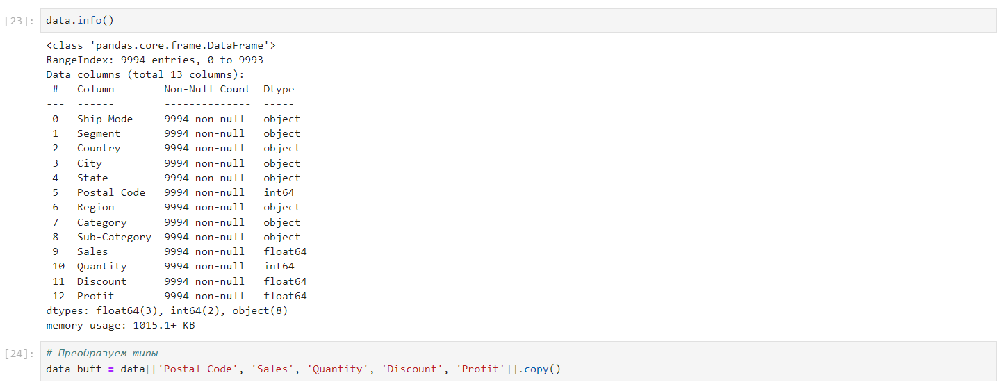 [23]: data.info()
<class 'pandas.core.frame.DataFrame'>
RangeIndex: 9994 entries, 0 to 9993
Data columns (total 13 columns):
 #   Column        Non-Null Count  Dtype
---  ------        --------------  -----
 0   Ship Mode     9994 non-null   object
 1   Segment       9994 non-null   object
 2   Country       9994 non-null   object
 3   City          9994 non-null   object
 4   State         9994 non-null   object
 5   Postal Code   9994 non-null   int64
 6   Region        9994 non-null   object
 7   Category      9994 non-null   object
 8   Sub-Category  9994 non-null   object
 9   Sales         9994 non-null   float64
 10  Quantity      9994 non-null   int64
 11  Discount      9994 non-null   float64
 12  Profit        9994 non-null   float64
dtypes: float64(3), int64(2), object(8)
memory usage: 1015.1+ KB
[24]: # Преобразуем типы
data_buff = data[['Postal Code', 'Sales', 'Quantity', 'Discount', 'Profit']].copy()